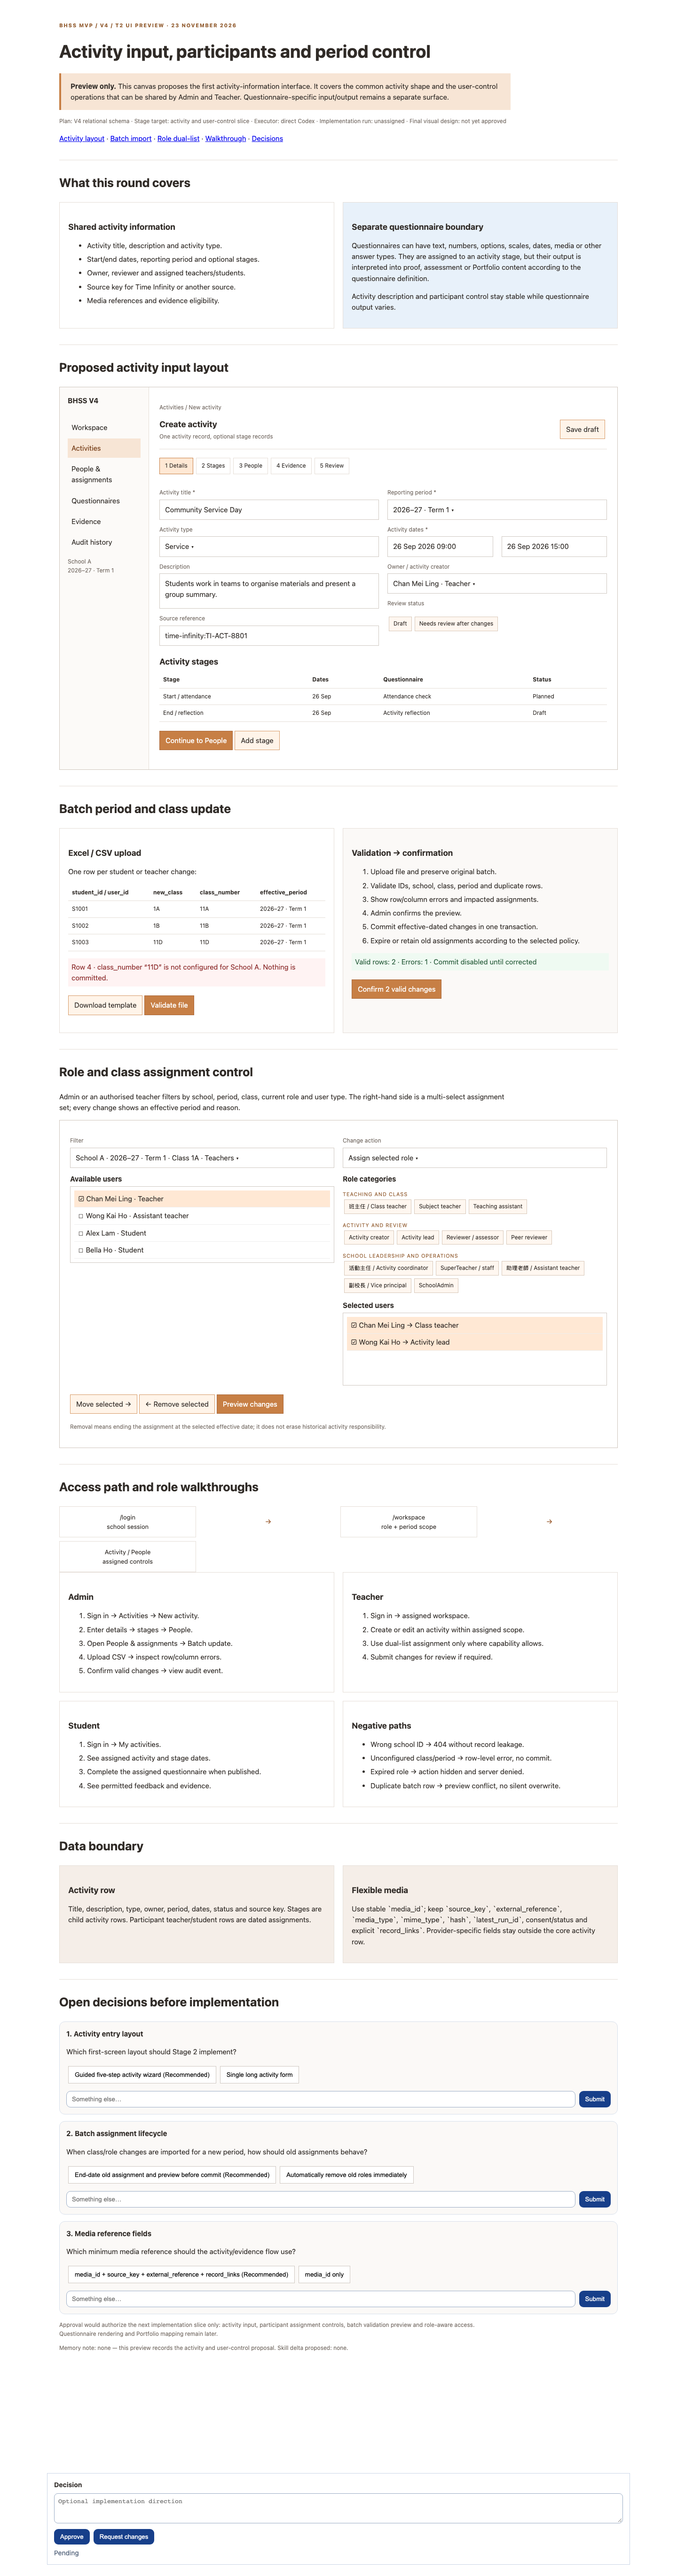 BHSS MVP / V4 / T2 UI PREVIEW · 23 NOVEMBER 2026
Activity input, participants and period control
Preview only. This canvas proposes the first activity-information interface. It covers the common activity shape and the user-control
operations that can be shared by Admin and Teacher. Questionnaire-specific input/output remains a separate surface.
Plan: V4 relational schema · Stage target: activity and user-control slice · Executor: direct Codex · Implementation run: unassigned · Final visual design: not yet approved
Activity layout · Batch import · Role dual-list · Walkthrough · Decisions
What this round covers
Shared activity information
• Activity title, description and activity type.
• Start/end dates, reporting period and optional stages.
• Owner, reviewer and assigned teachers/students.
• Source key for Time Infinity or another source.
• Media references and evidence eligibility.
Separate questionnaire boundary
Questionnaires can have text, numbers, options, scales, dates, media or other
answer types. They are assigned to an activity stage, but their output is
interpreted into proof, assessment or Portfolio content according to the
questionnaire definition.
Activity description and participant control stay stable while questionnaire
output varies.
Proposed activity input layout
BHSS V4
Workspace
Activities
People &
assignments
Questionnaires
Evidence
Audit history
School A
2026–27 · Term 1
Activities / New activity
Create activity
One activity record, optional stage records
Save draft
1 Details
2 Stages
3 People
4 Evidence
5 Review
Activity title *
Community Service Day
Reporting period *
2026–27 · Term 1 ▾
Activity type
Service ▾
Activity dates *
26 Sep 2026 09:00
26 Sep 2026 15:00
Description
Students work in teams to organise materials and present a
group summary.
Owner / activity creator
Chan Mei Ling · Teacher ▾
Review status
Draft
Needs review after changes
Source reference
time-infinity:TI-ACT-8801
Activity stages
Stage Dates Questionnaire Status
Start / attendance 26 Sep Attendance check Planned
End / reflection 26 Sep Activity reflection Draft
Continue to People
Add stage
Batch period and class update
Excel / CSV upload
One row per student or teacher change:
student_id / user_id new_class class_number effective_period
S1001 1A 11A 2026–27 · Term 1
S1002 1B 11B 2026–27 · Term 1
S1003 11D 11D 2026–27 · Term 1
Row 4 · class_number “11D” is not configured for School A. Nothing is
committed.
Download template
Validate file
Validation → confirmation
1. Upload file and preserve original batch.
2. Validate IDs, school, class, period and duplicate rows.
3. Show row/column errors and impacted assignments.
4. Admin confirms the preview.
5. Commit effective-dated changes in one transaction.
6. Expire or retain old assignments according to the selected policy.
Valid rows: 2 · Errors: 1 · Commit disabled until corrected
Confirm 2 valid changes
Role and class assignment control
Admin or an authorised teacher filters by school, period, class, current role and user type. The right-hand side is a multi-select assignment
set; every change shows an effective period and reason.
Filter
School A · 2026–27 · Term 1 · Class 1A · Teachers ▾
Change action
Assign selected role ▾
Available users
☑ Chan Mei Ling · Teacher
☐ Wong Kai Ho · Assistant teacher
☐ Alex Lam · Student
☐ Bella Ho · Student
Role categories
TEACHING AND CLASS
班主任 / Class teacher
Subject teacher
Teaching assistant
ACTIVITY AND REVIEW
Activity creator
Activity lead
Reviewer / assessor
Peer reviewer
SCHOOL LEADERSHIP AND OPERATIONS
活動主任 / Activity coordinator
SuperTeacher / staff
助理老師 / Assistant teacher
副校長 / Vice principal
SchoolAdmin
Selected users
☑ Chan Mei Ling → Class teacher
☑ Wong Kai Ho → Activity lead
Move selected →
← Remove selected
Preview changes
Removal means ending the assignment at the selected effective date; it does not erase historical activity responsibility.
Access path and role walkthroughs
/login
school session
→
/workspace
role + period scope
→
Activity / People
assigned controls
Admin
1. Sign in → Activities → New activity.
2. Enter details → stages → People.
3. Open People & assignments → Batch update.
4. Upload CSV → inspect row/column errors.
5. Confirm valid changes → view audit event.
Teacher
1. Sign in → assigned workspace.
2. Create or edit an activity within assigned scope.
3. Use dual-list assignment only where capability allows.
4. Submit changes for review if required.
Student
1. Sign in → My activities.
2. See assigned activity and stage dates.
3. Complete the assigned questionnaire when published.
4. See permitted feedback and evidence.
Negative paths
• Wrong school ID → 404 without record leakage.
• Unconfigured class/period → row-level error, no commit.
• Expired role → action hidden and server denied.
• Duplicate batch row → preview conflict, no silent overwrite.
Data boundary
Activity row
Title, description, type, owner, period, dates, status and source key. Stages are
child activity rows. Participant teacher/student rows are dated assignments.
Flexible media
Use stable `media_id`; keep `source_key`, `external_reference`,
`media_type`, `mime_type`, `hash`, `latest_run_id`, consent/status and
explicit `record_links`. Provider-specific fields stay outside the core activity
row.
Open decisions before implementation
1. Activity entry layout
Which first-screen layout should Stage 2 implement?
Guided five-step activity wizard (Recommended)
Single long activity form
Something else...
Submit
2. Batch assignment lifecycle
When class/role changes are imported for a new period, how should old assignments behave?
End-date old assignment and preview before commit (Recommended)
Automatically remove old roles immediately
Something else...
Submit
3. Media reference fields
Which minimum media reference should the activity/evidence flow use?
media_id + source_key + external_reference + record_links (Recommended)
media_id only
Something else...
Submit
Approval would authorize the next implementation slice only: activity input, participant assignment controls, batch validation preview and role-aware access.
Questionnaire rendering and Portfolio mapping remain later.
Memory note: none — this preview records the activity and user-control proposal. Skill delta proposed: none.
Decision
Optional implementation direction
Approve
Request changes
Pending